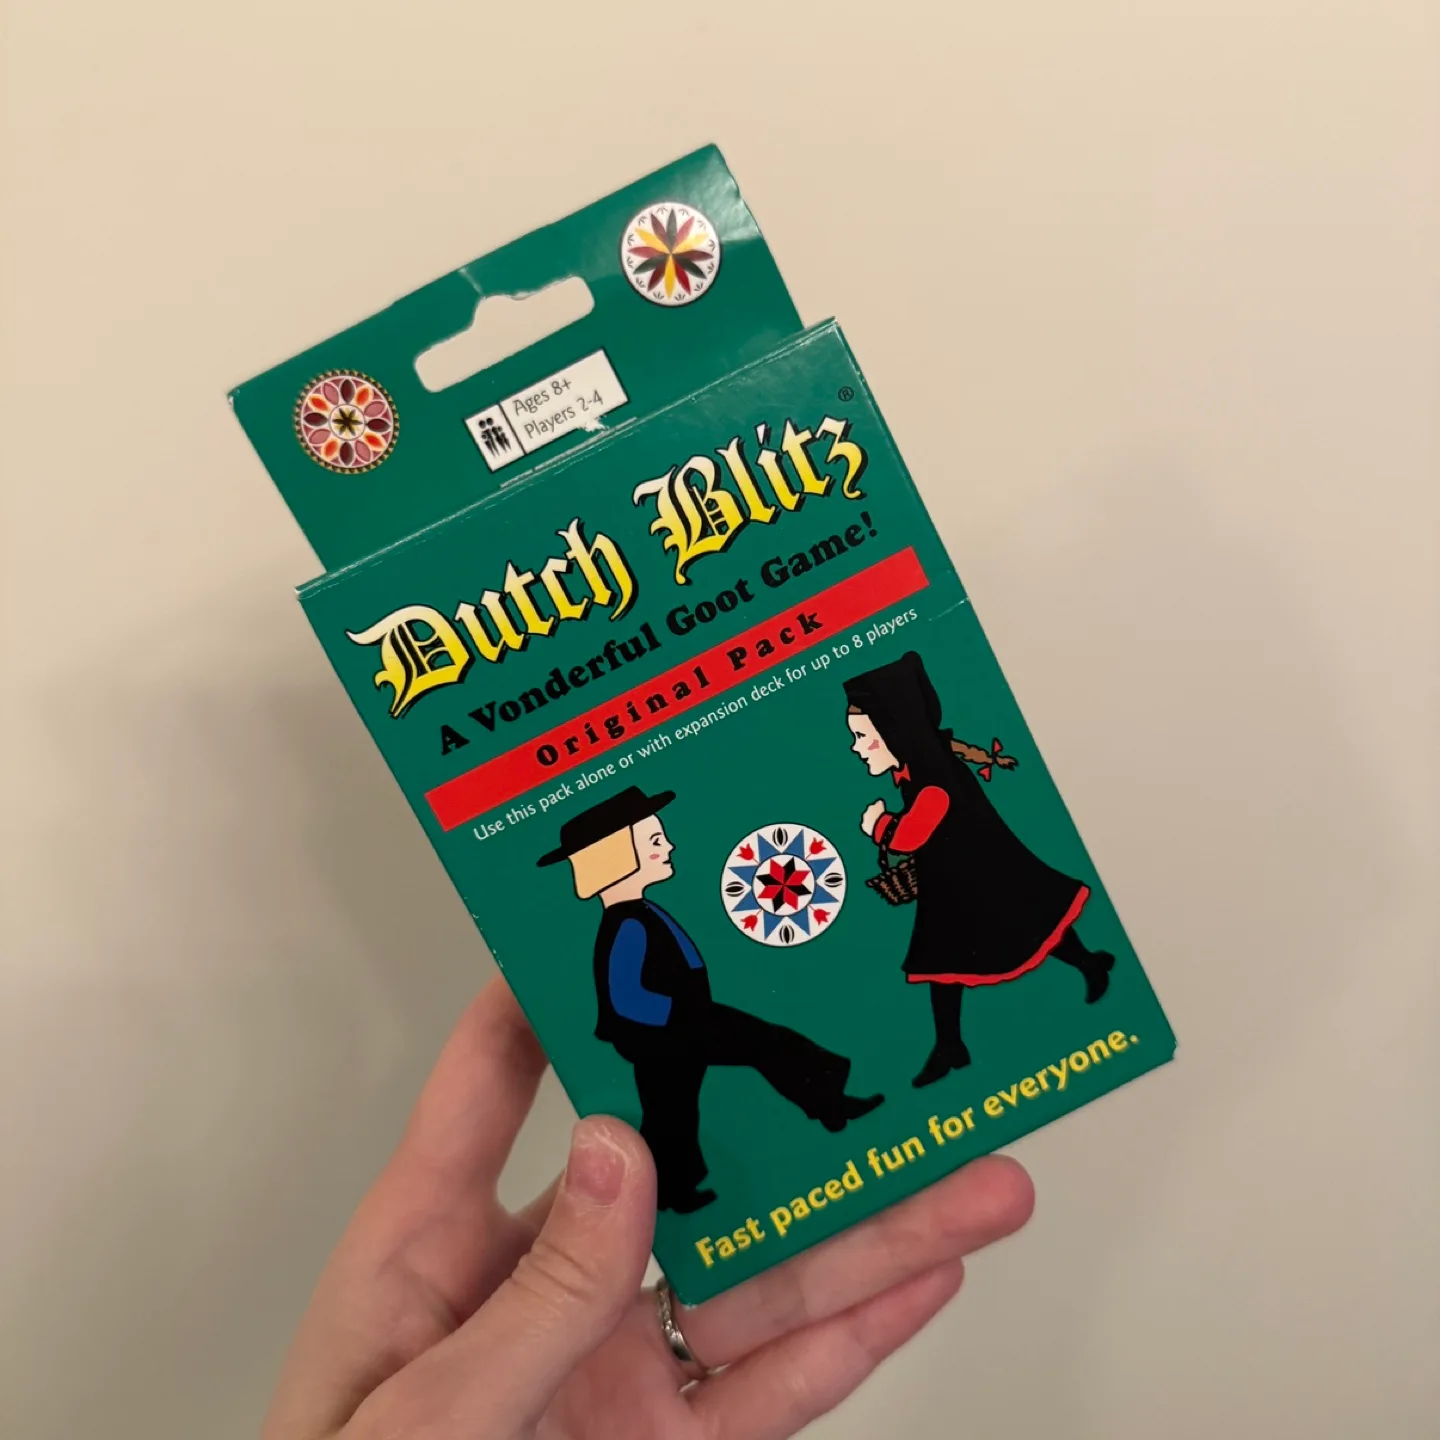 Ages 8+
Players 2-4
Dutch Blitz ®
A Vonderful Goot Game!
Original Pack
Use this pack alone or with expansion deck for up to 8 players
Fast paced fun for everyone.